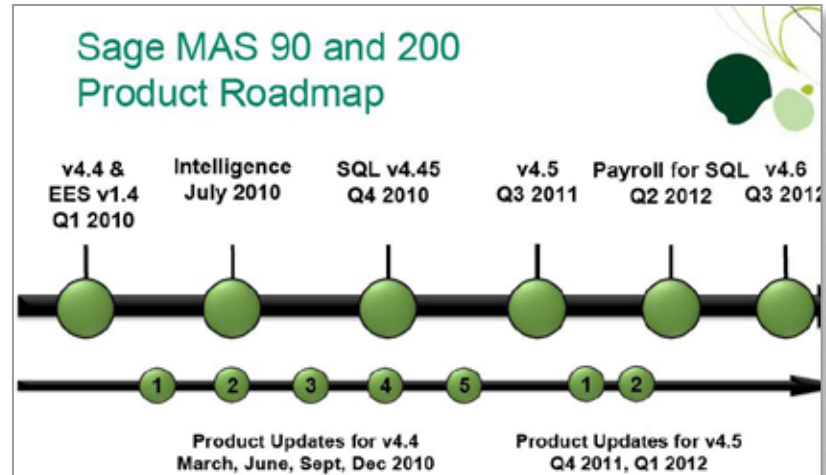 Sage MAS 90 and 200
Product Roadmap
v4.4 &
EES v1.4
Q1 2010
Intelligence
July 2010
SQL v4.45
Q4 2010
v4.5
Q3 2011
Payroll for SQL
Q2 2012
v4.6
Q3 2012
1
2
3
4
5
1
2
Product Updates for v4.4
March, June, Sept, Dec 2010
Product Updates for v4.5
Q4 2011, Q1 2012